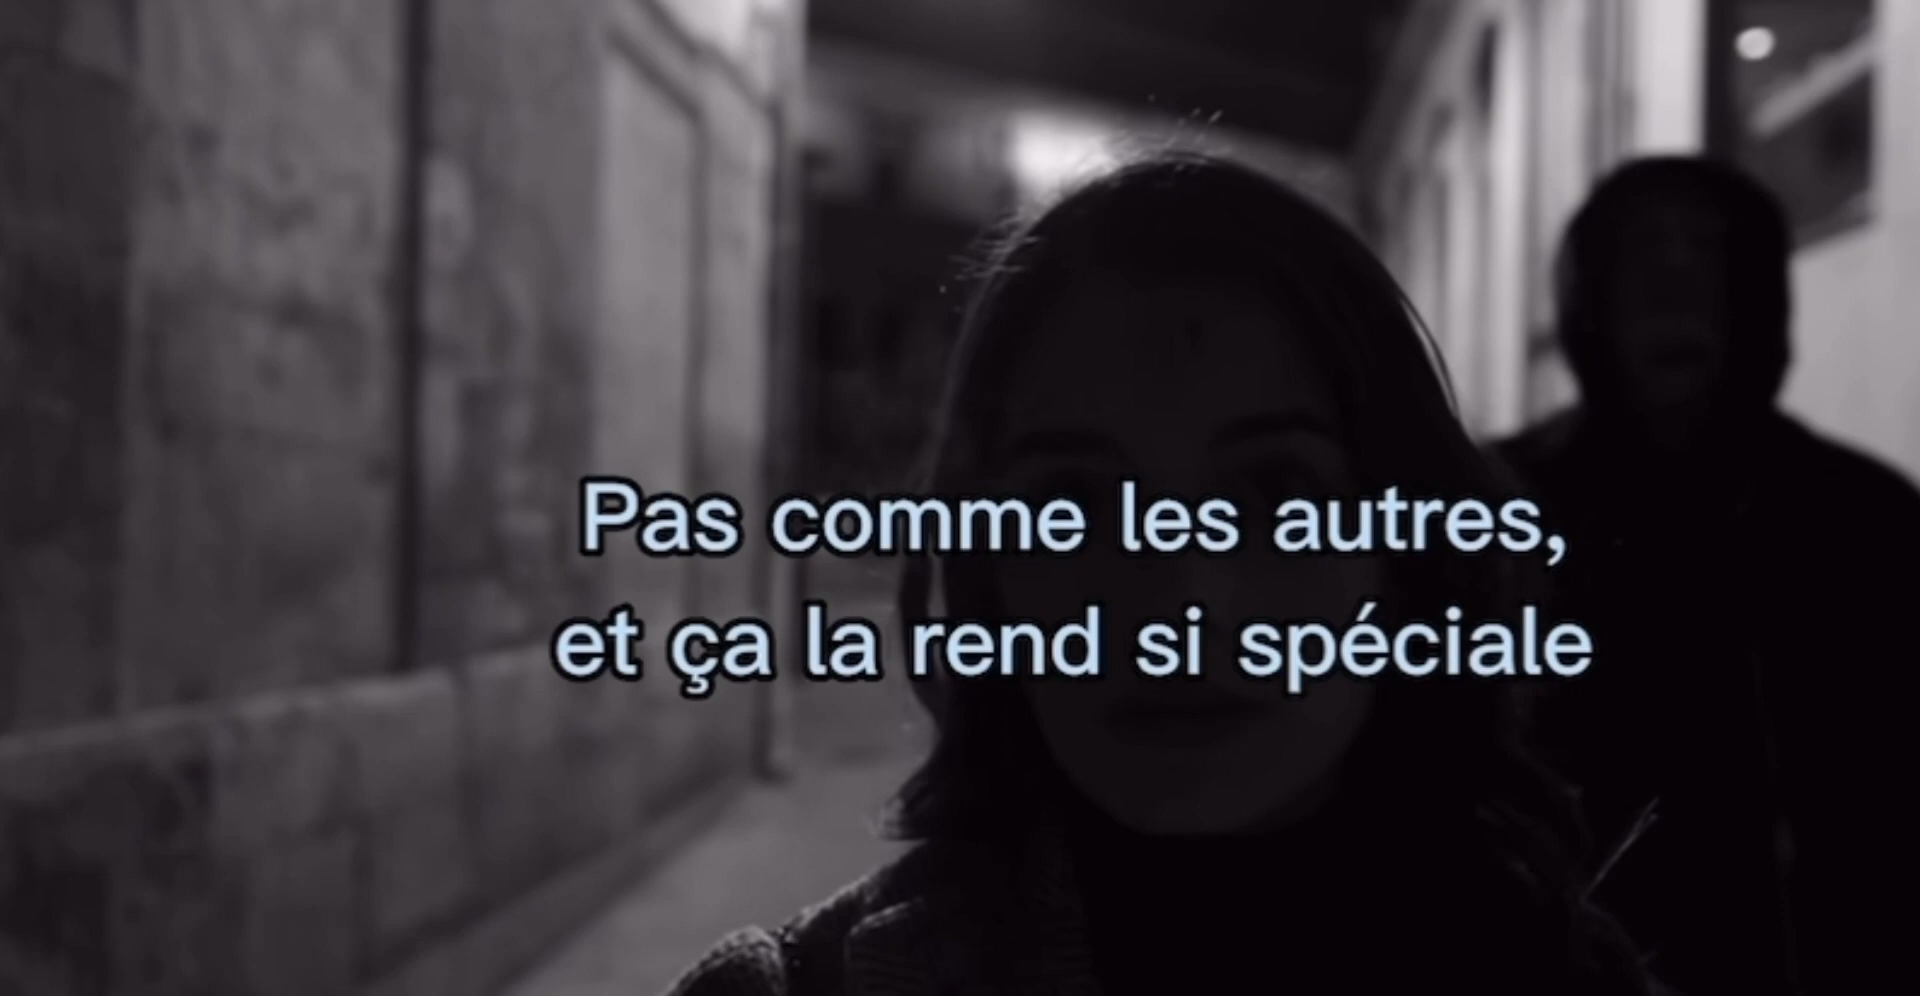 Pas comme les autres,
et ça la rend si spéciale